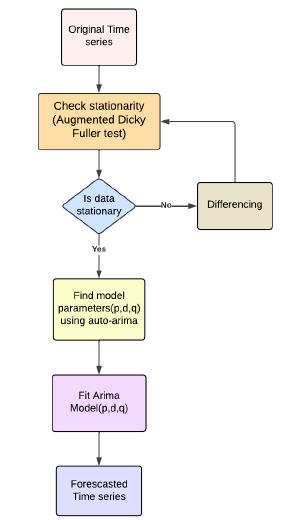 Original Time
series
Check stationarity
(Augmented Dicky
Fuller test)
Is data
stationary
No
Differencing
Yes
Find model
parameters(p,d,q)
using auto-arima
Fit Arima
Model(p,d,q)
Forescasted
Time series